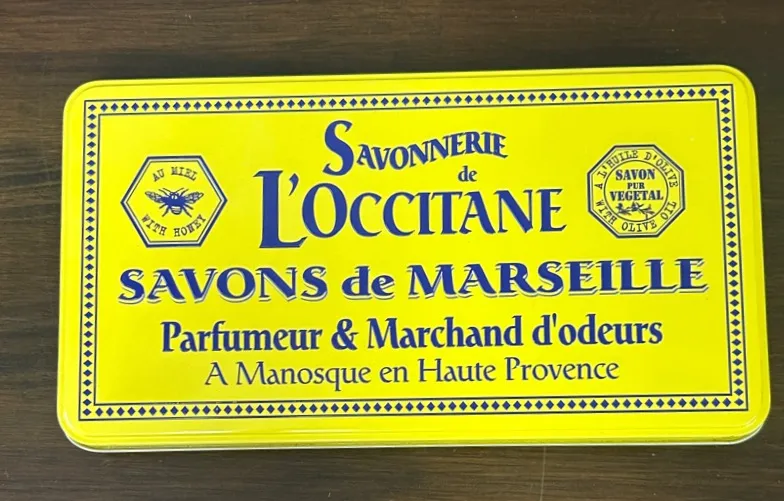 SAVONNERIE
de
L'OCCITANE
AU MIEL
WITH HONEY
A L'HUILE D'OLIVE
SAVON
PUR
VEGETAL
WITH OLIVE OIL
SAVONS de MARSEILLE
Parfumeur & Marchand d'odeurs
A Manosque en Haute Provence